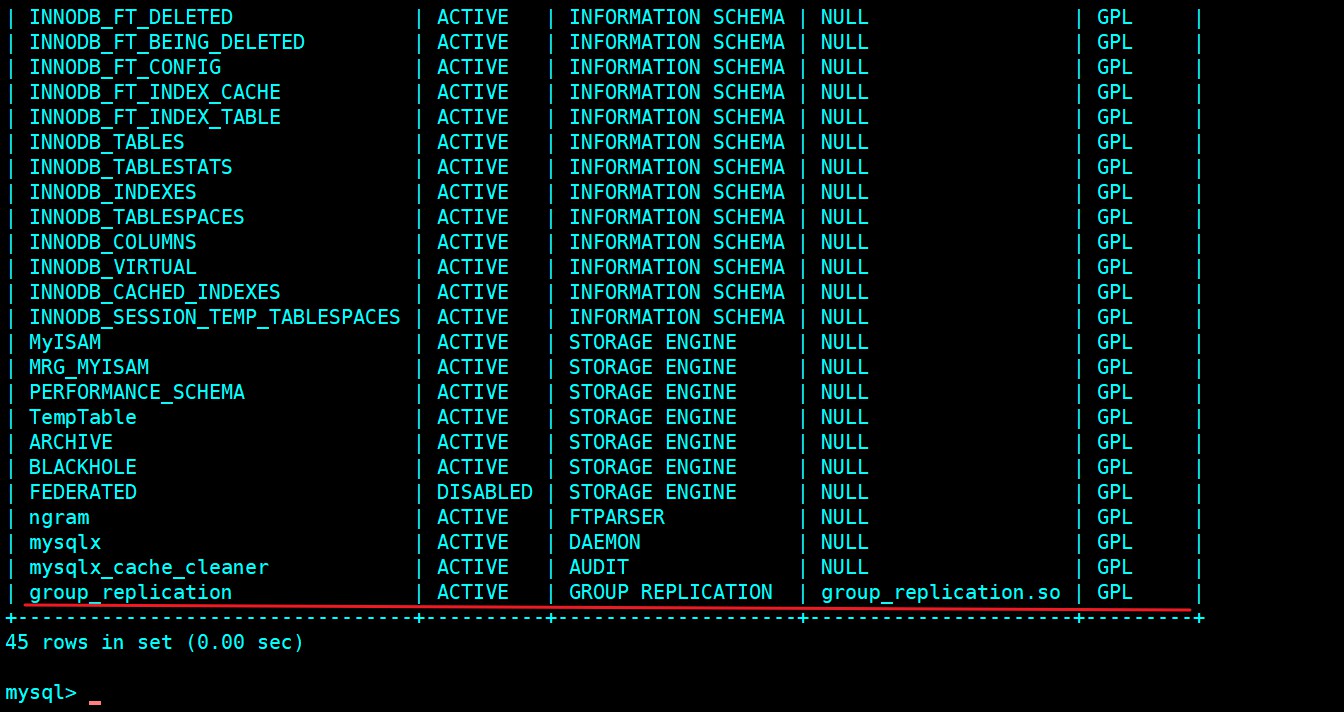 | INNODB_FT_DELETED               | ACTIVE   | INFORMATION SCHEMA | NULL                 | GPL     |
| INNODB_FT_BEING_DELETED         | ACTIVE   | INFORMATION SCHEMA | NULL                 | GPL     |
| INNODB_FT_CONFIG                | ACTIVE   | INFORMATION SCHEMA | NULL                 | GPL     |
| INNODB_FT_INDEX_CACHE           | ACTIVE   | INFORMATION SCHEMA | NULL                 | GPL     |
| INNODB_FT_INDEX_TABLE           | ACTIVE   | INFORMATION SCHEMA | NULL                 | GPL     |
| INNODB_TABLES                   | ACTIVE   | INFORMATION SCHEMA | NULL                 | GPL     |
| INNODB_TABLESTATS               | ACTIVE   | INFORMATION SCHEMA | NULL                 | GPL     |
| INNODB_INDEXES                  | ACTIVE   | INFORMATION SCHEMA | NULL                 | GPL     |
| INNODB_TABLESPACES              | ACTIVE   | INFORMATION SCHEMA | NULL                 | GPL     |
| INNODB_COLUMNS                  | ACTIVE   | INFORMATION SCHEMA | NULL                 | GPL     |
| INNODB_VIRTUAL                  | ACTIVE   | INFORMATION SCHEMA | NULL                 | GPL     |
| INNODB_CACHED_INDEXES           | ACTIVE   | INFORMATION SCHEMA | NULL                 | GPL     |
| INNODB_SESSION_TEMP_TABLESPACES | ACTIVE   | INFORMATION SCHEMA | NULL                 | GPL     |
| MyISAM                          | ACTIVE   | STORAGE ENGINE     | NULL                 | GPL     |
| MRG_MYISAM                      | ACTIVE   | STORAGE ENGINE     | NULL                 | GPL     |
| PERFORMANCE_SCHEMA              | ACTIVE   | STORAGE ENGINE     | NULL                 | GPL     |
| TempTable                       | ACTIVE   | STORAGE ENGINE     | NULL                 | GPL     |
| ARCHIVE                         | ACTIVE   | STORAGE ENGINE     | NULL                 | GPL     |
| BLACKHOLE                       | ACTIVE   | STORAGE ENGINE     | NULL                 | GPL     |
| FEDERATED                       | DISABLED | STORAGE ENGINE     | NULL                 | GPL     |
| ngram                           | ACTIVE   | FTPARSER           | NULL                 | GPL     |
| mysqlx                          | ACTIVE   | DAEMON             | NULL                 | GPL     |
| mysqlx_cache_cleaner            | ACTIVE   | AUDIT              | NULL                 | GPL     |
| group_replication               | ACTIVE   | GROUP REPLICATION  | group_replication.so | GPL     |
+---------------------------------+----------+--------------------+----------------------+---------+
45 rows in set (0.00 sec)
mysql> _